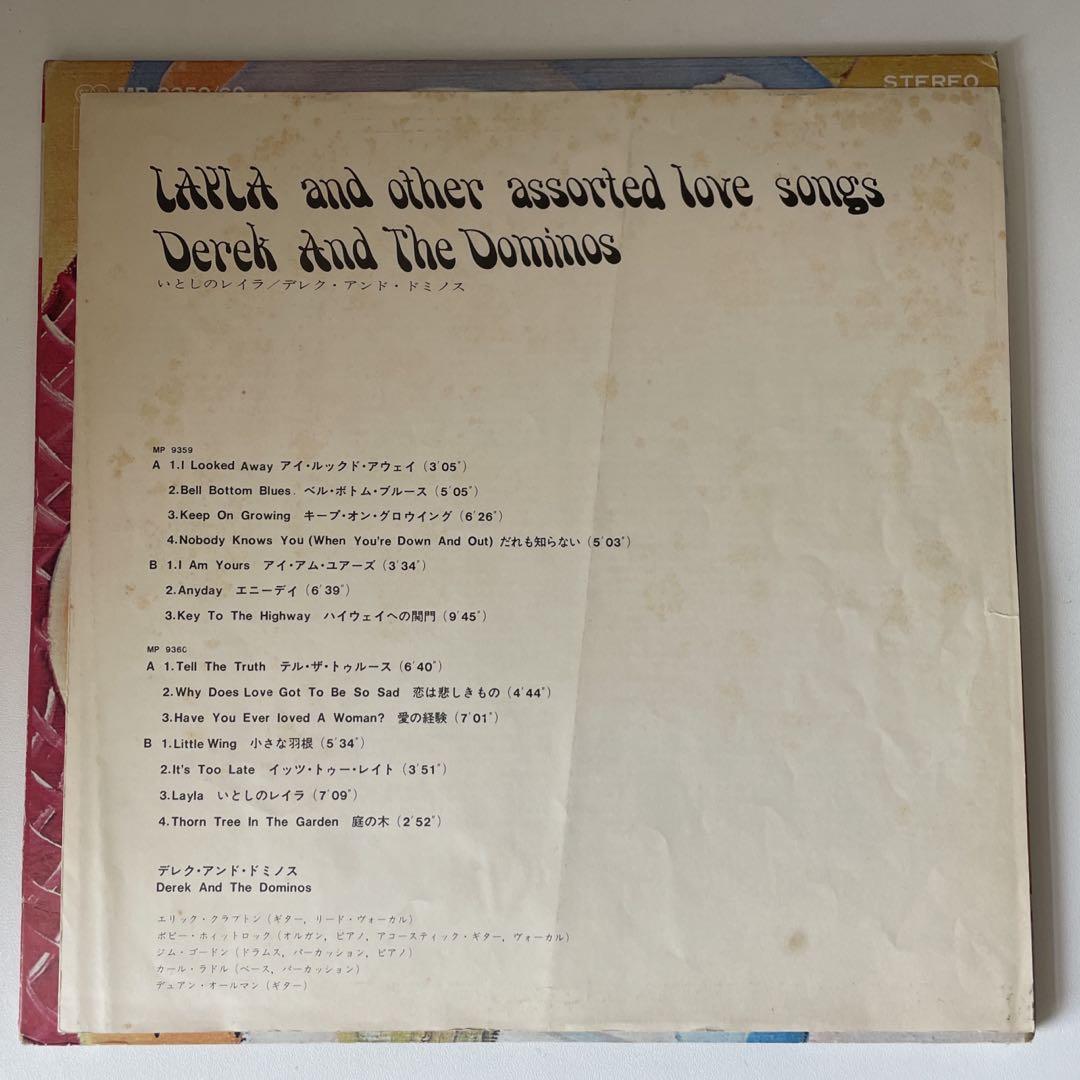 STEREO
LAYLA and other assorted love songs
Derek And The Dominos
いとしのレイラ／デレク・アンド・ドミノス
MP 9359
A 1.I Looked Away アイ・ルックド・アウェイ（3′05″）
2.Bell Bottom Blues. ベル・ボトム・ブルース（5′05″）
3.Keep On Growing キープ・オン・グロウイング（6′26″）
4.Nobody Knows You (When You're Down And Out) だれも知らない（5′03″）
B 1.I Am Yours アイ・アム・ユアーズ（3′34″）
2.Anyday エニーデイ（6′39″）
3.Key To The Highway ハイウェイへの関門（9′45″）
MP 9360
A 1.Tell The Truth テル・ザ・トゥルース（6′40″）
2.Why Does Love Got To Be So Sad 恋は悲しきもの（4′44″）
3.Have You Ever loved A Woman? 愛の経験（7′01″）
B 1.Little Wing 小さな羽根（5′34″）
2.It's Too Late イッツ・トゥー・レイト（3′51″）
3.Layla いとしのレイラ（7′09″）
4.Thorn Tree In The Garden 庭の木（2′52″）
デレク・アンド・ドミノス
Derek And The Dominos
エリック・クラプトン（ギター, リード・ヴォーカル）
ボビー・ホィットロック（オルガン, ピアノ, アコースティック・ギター, ヴォーカル）
ジム・ゴードン（ドラムス, パーカッション, ピアノ）
カール・ラドル（ベース, パーカッション）
デュアン・オールマン（ギター）